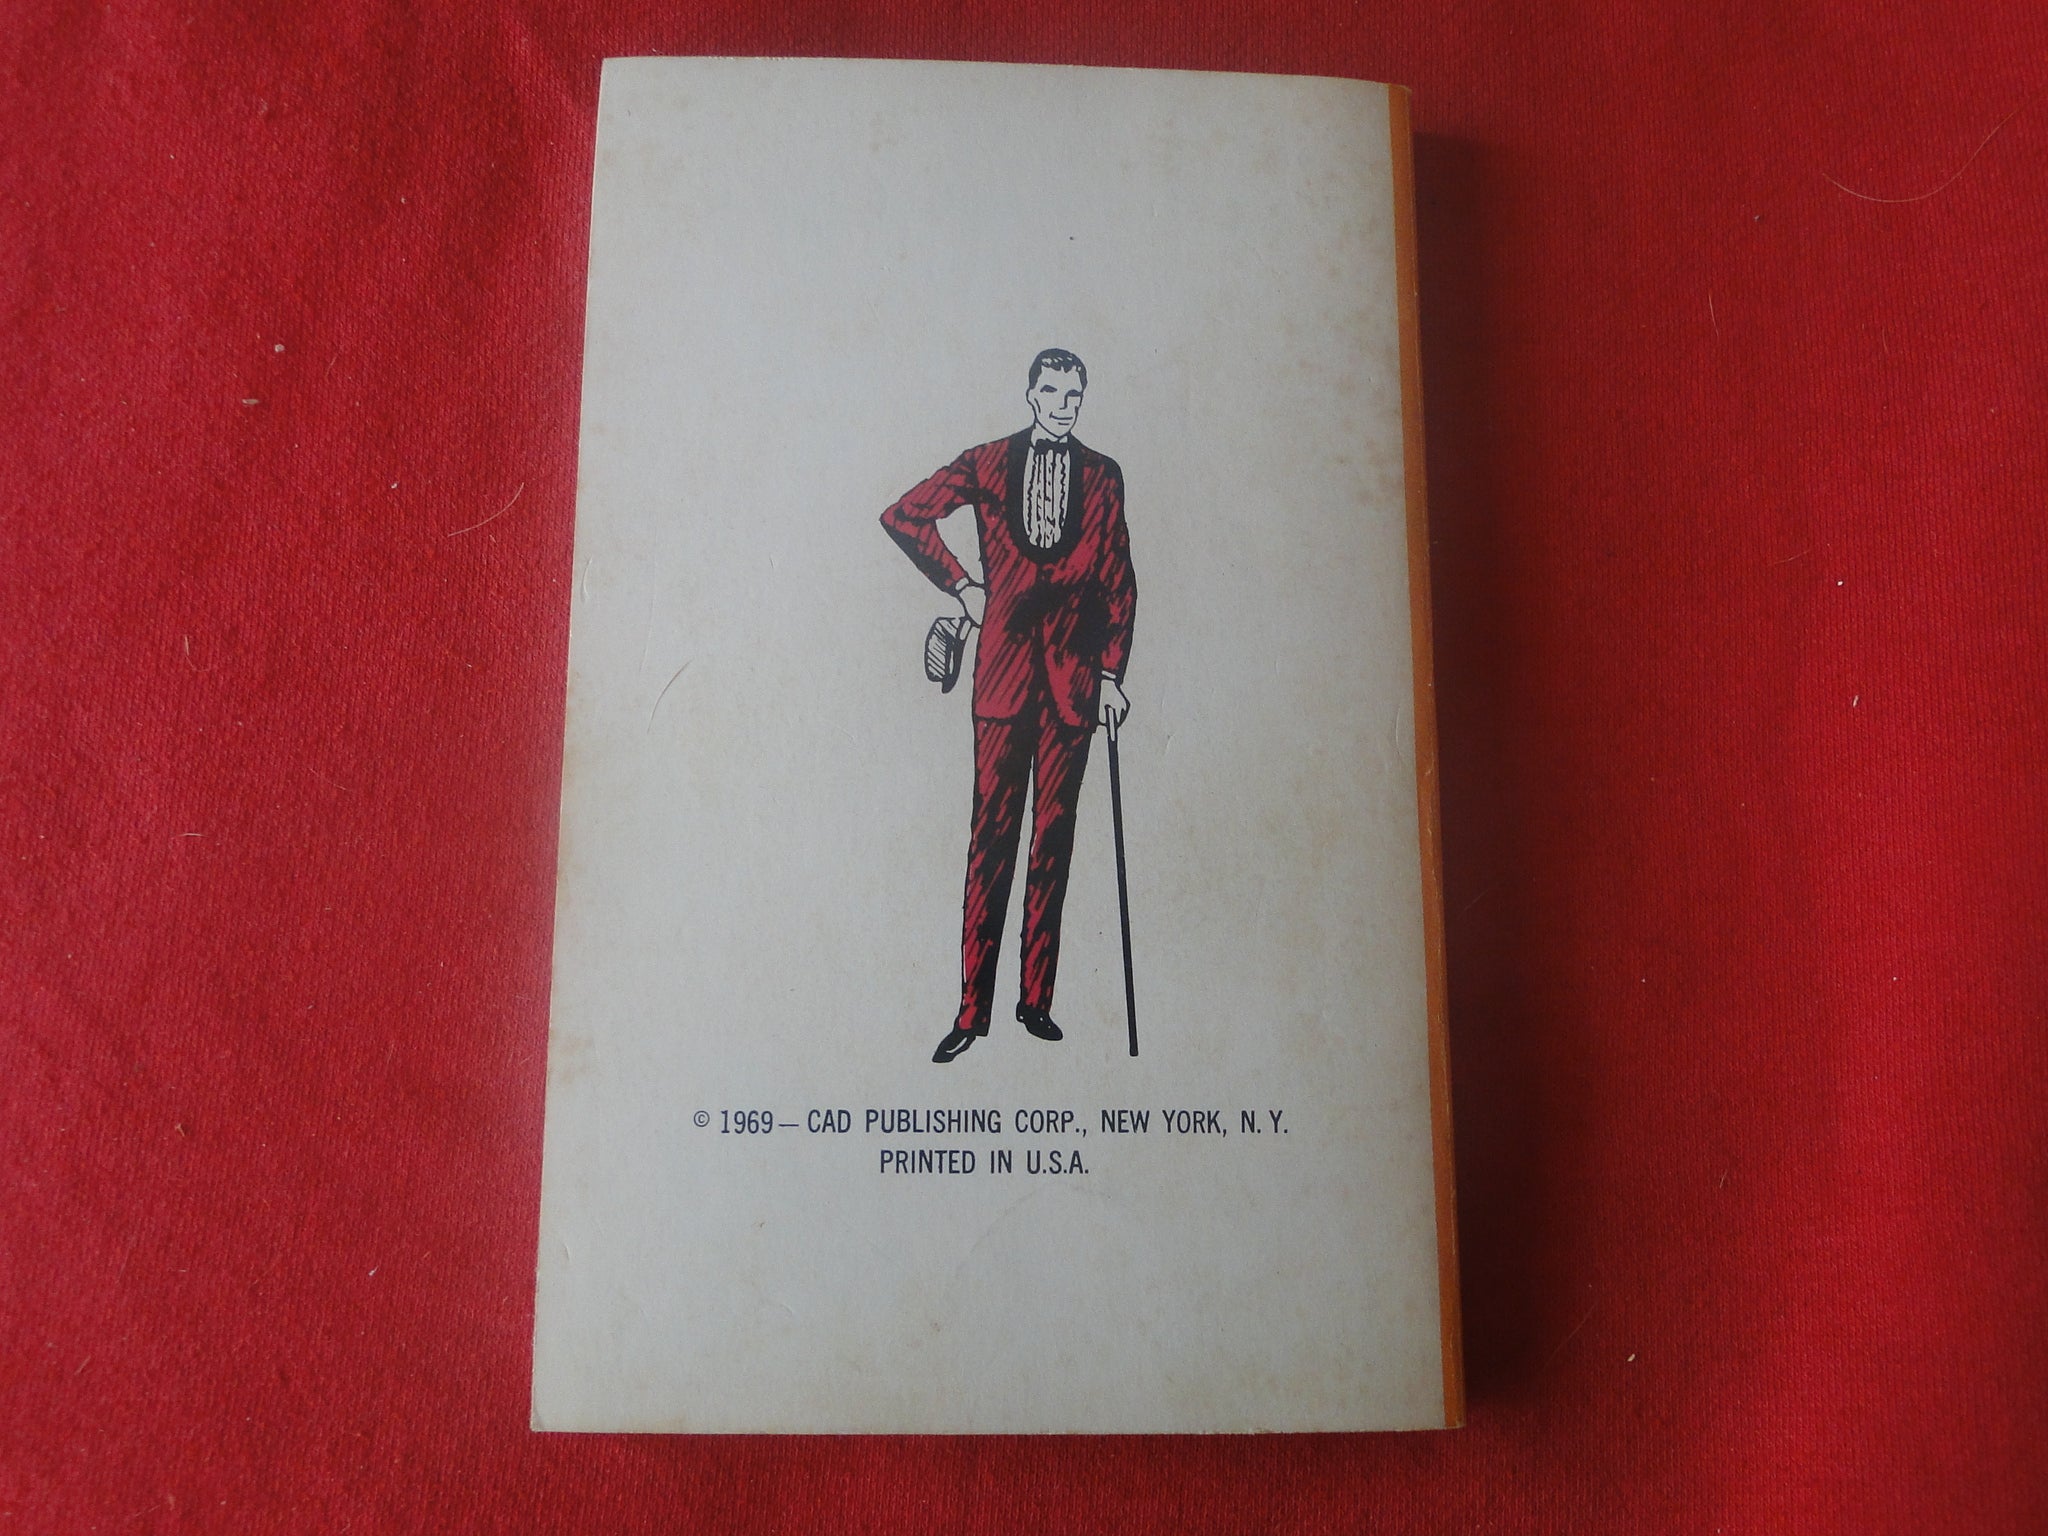 © 1969 – CAD PUBLISHING CORP., NEW YORK, N. Y.
PRINTED IN U.S.A.